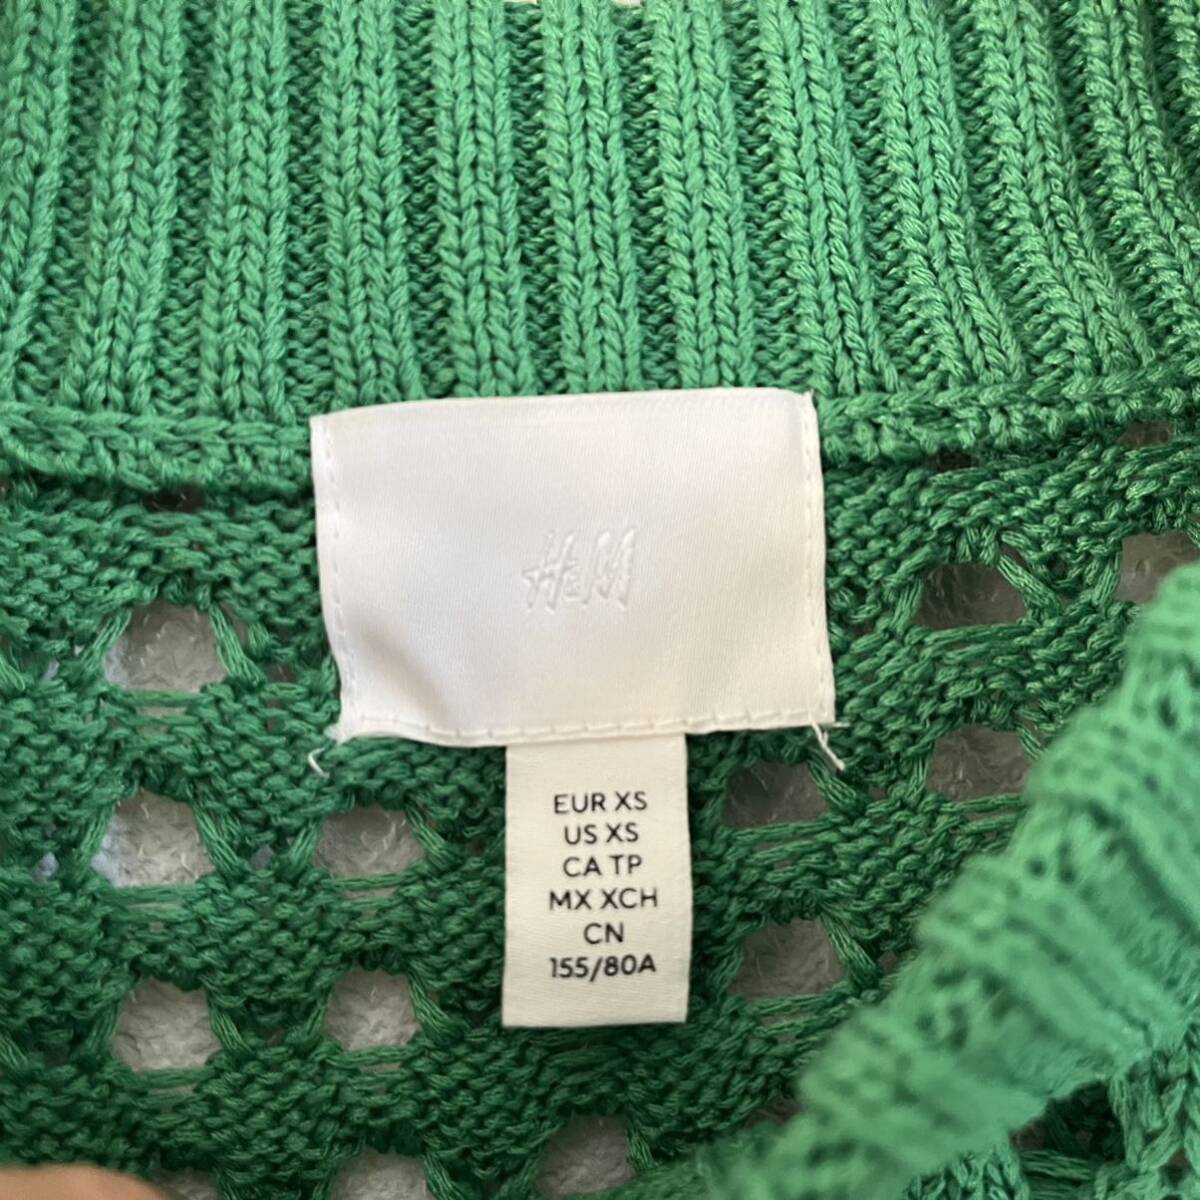 H&M
EUR XS
US XS
CA TP
MX XCH
CN
155/80A